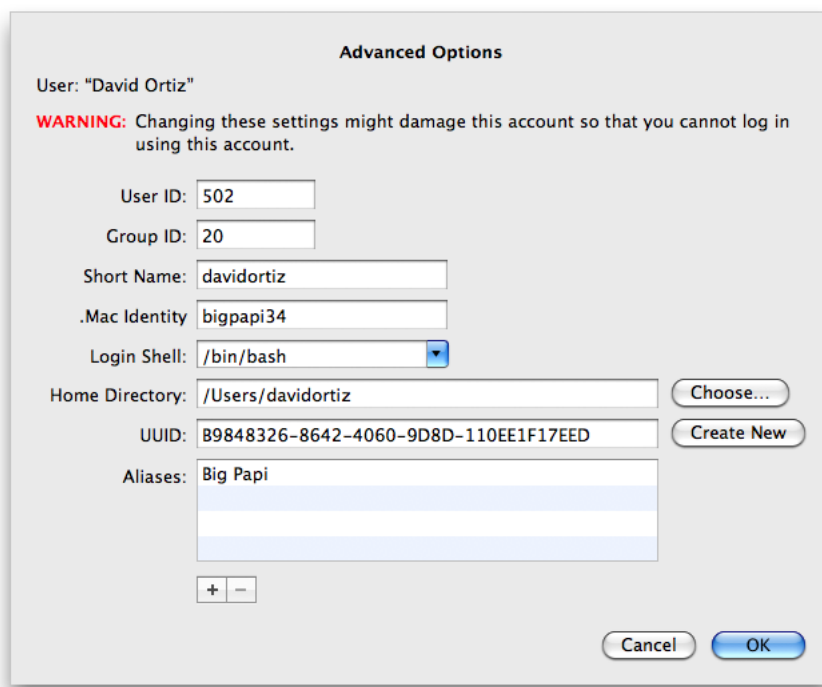 Advanced Options
User: “David Ortiz”
WARNING: Changing these settings might damage this account so that you cannot log in
using this account.
User ID: 502
Group ID: 20
Short Name: davidortiz
.Mac Identity bigpapi34
Login Shell: /bin/bash
Home Directory: /Users/davidortiz Choose...
UUID: B9848326-8642-4060-9D8D-110EE1F17EED Create New
Aliases: Big Papi
+ −
Cancel OK